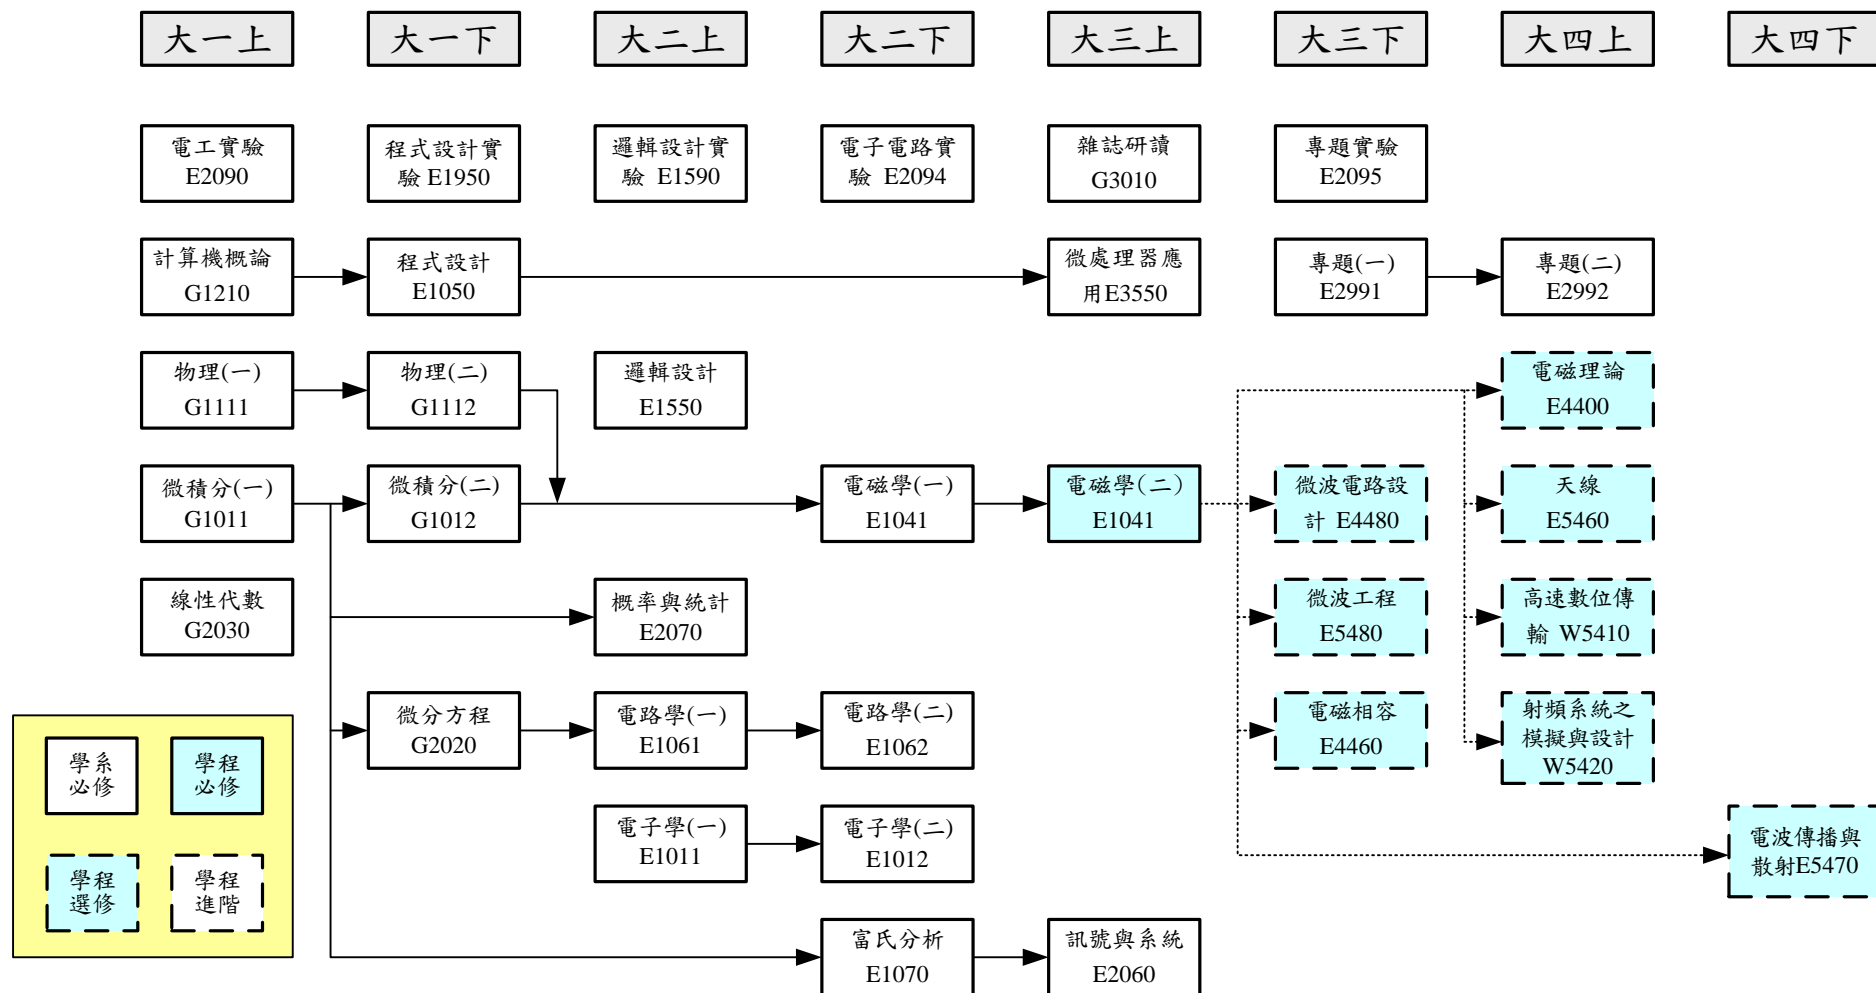 大一上
大一下
大二上
大二下
大三上
大三下
大四上
大四下
電工實驗
E2090
程式設計實
驗 E1950
邏輯設計實
驗 E1590
電子電路實
驗 E2094
雜誌研讀
G3010
專題實驗
E2095
計算機概論
G1210
程式設計
E1050
微處理器應
用E3550
專題(一)
E2991
專題(二)
E2992
物理(一)
G1111
物理(二)
G1112
邏輯設計
E1550
電磁理論
E4400
微積分(一)
G1011
微積分(二)
G1012
電磁學(一)
E1041
電磁學(二)
E1041
微波電路設
計 E4480
天線
E5460
線性代數
G2030
概率與統計
E2070
微波工程
E5480
高速數位傳
輸 W5410
微分方程
G2020
電路學(一)
E1061
電路學(二)
E1062
電磁相容
E4460
射頻系統之
模擬與設計
W5420
電子學(一)
E1011
電子學(二)
E1012
電波傳播與
散射E5470
富氏分析
E1070
訊號與系統
E2060
學系
必修
學程
必修
學程
選修
學程
進階